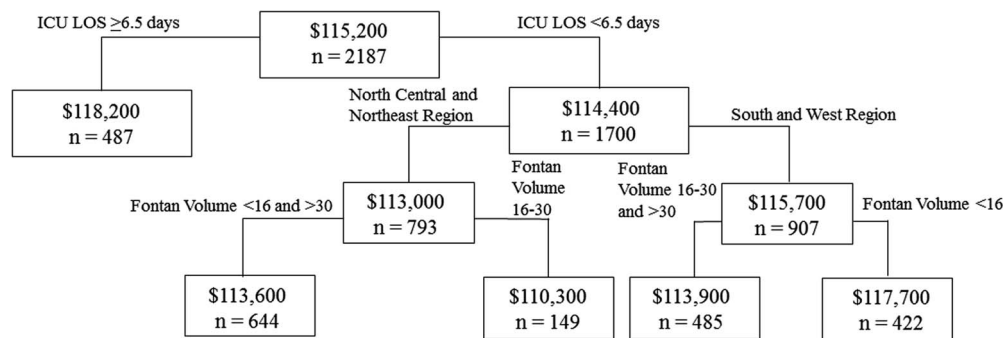 ICU LOS ≥6.5 days
ICU LOS <6.5 days
$115,200
n = 2187
$118,200
n = 487
North Central and
Northeast Region
$114,400
n = 1700
South and West Region
Fontan Volume <16 and >30
$113,000
n = 793
Fontan
Volume
16-30
Fontan
Volume 16-30
and >30
$115,700
n = 907
Fontan Volume <16
$113,600
n = 644
$110,300
n = 149
$113,900
n = 485
$117,700
n = 422